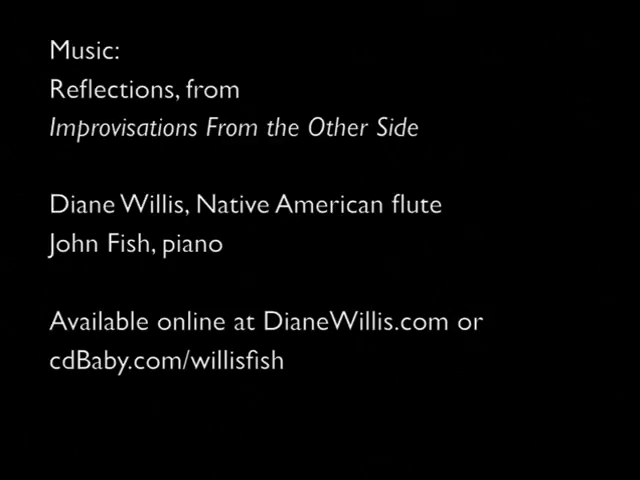 Music:
Reflections, from
Improvisations From the Other Side
Diane Willis, Native American flute
John Fish, piano
Available online at DianeWillis.com or
cdBaby.com/willisfish